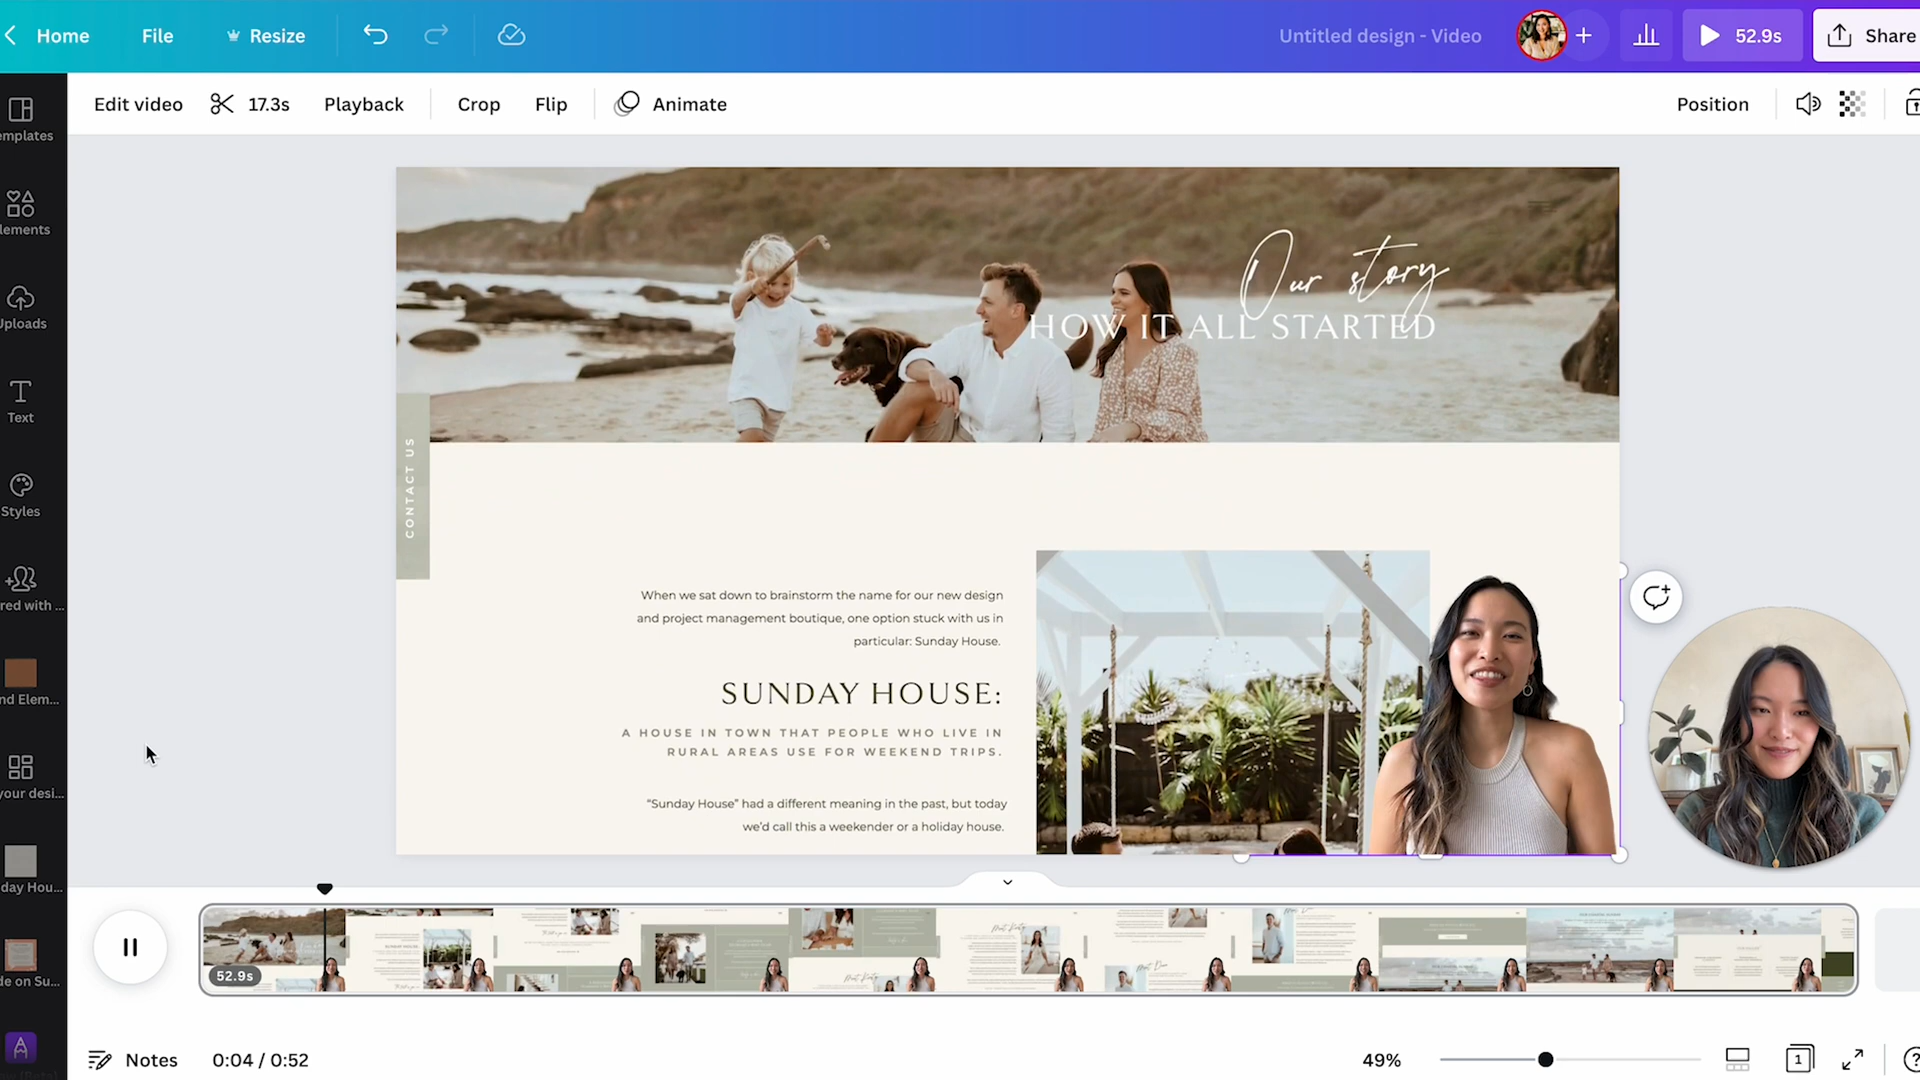 Home
File
Resize
Untitled design - Video
52.9s
Share
Edit video
17.3s
Playback
Crop
Flip
Animate
Position
emplates
lements
Uploads
Text
Styles
red with ...
nd Elem...
your desi...
day Hou...
de on Su...
Our story
HOW IT ALL STARTED
CONTACT US
When we sat down to brainstorm the name for our new design
and project management boutique, one option stuck with us in
particular: Sunday House.
SUNDAY HOUSE:
A HOUSE IN TOWN THAT PEOPLE WHO LIVE IN
RURAL AREAS USE FOR WEEKEND TRIPS.
“Sunday House” had a different meaning in the past, but today
we’d call this a weekender or a holiday house.
52.9s
Notes
0:04 / 0:52
49%
1